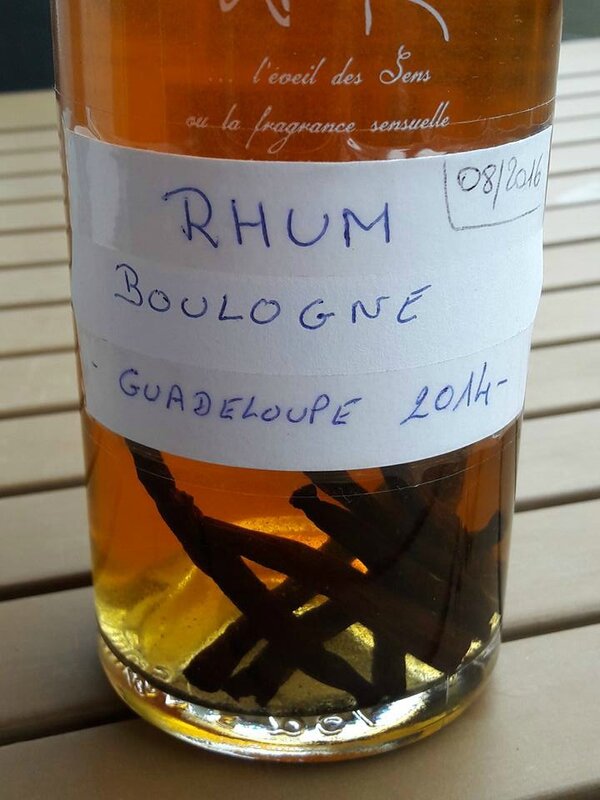 ... l'éveil des Sens
ou la fragrance sensuelle
08/2016
RHUM
BOULOGNE
- GUADELOUPE 2014-